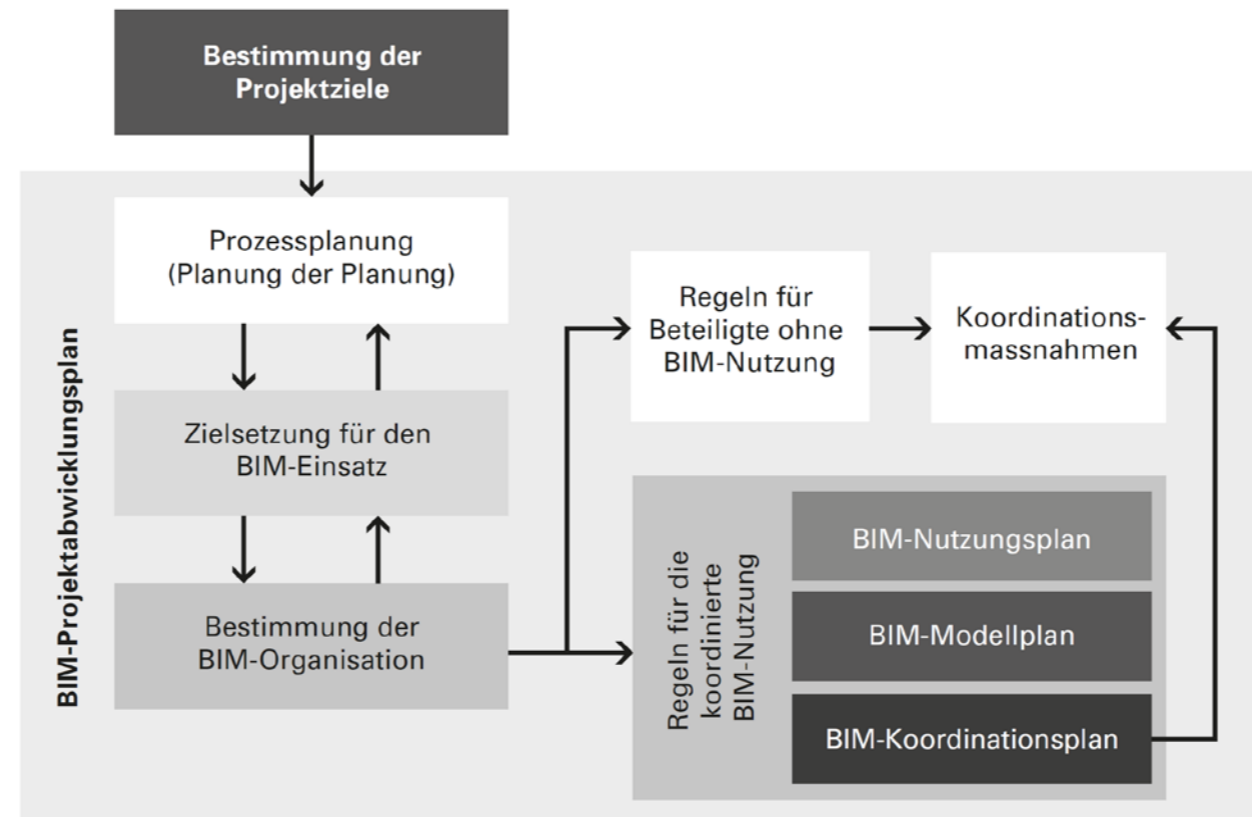 Bestimmung der
Projektziele
BIM-Projektabwicklungsplan
Prozessplanung
(Planung der Planung)
Zielsetzung für den
BIM-Einsatz
Bestimmung der
BIM-Organisation
Regeln für
Beteiligte ohne
BIM-Nutzung
Koordinations-
massnahmen
Regeln für die
koordinierte
BIM-Nutzung
BIM-Nutzungsplan
BIM-Modellplan
BIM-Koordinationsplan